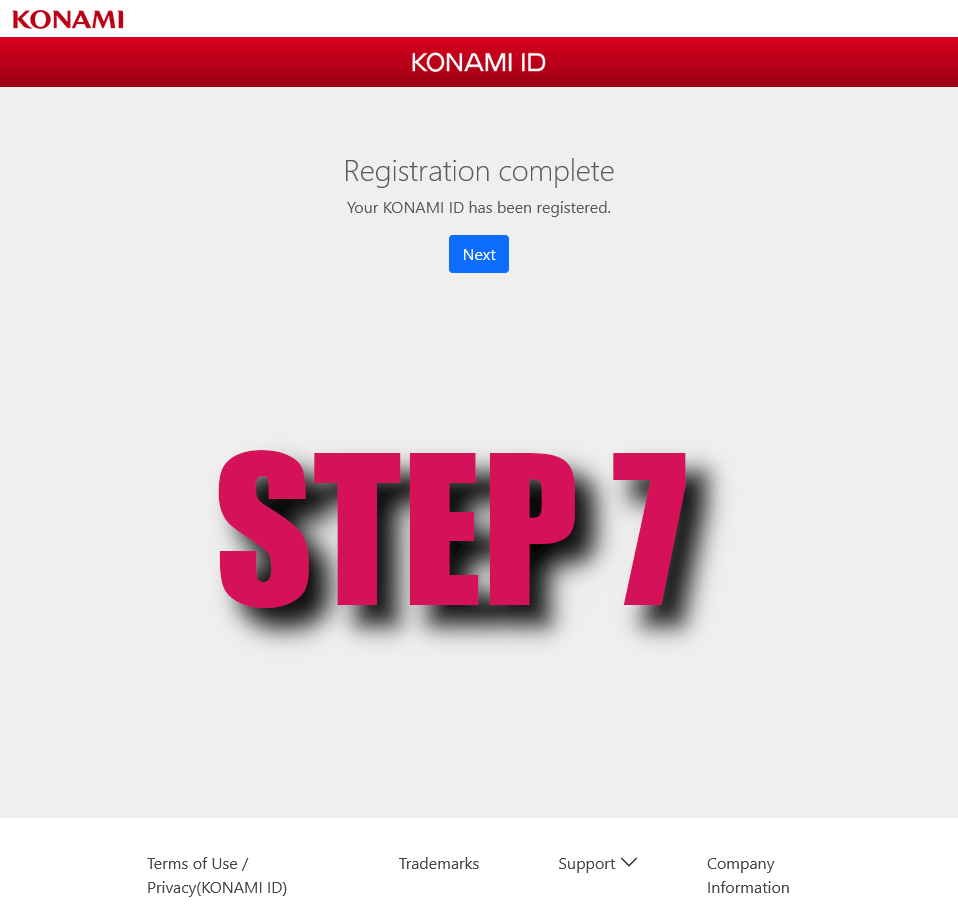 KONAMI
KONAMI ID
Registration complete
Your KONAMI ID has been registered.
Next
STEP 7
Terms of Use /
Privacy(KONAMI ID)
Trademarks
Support
Company
Information